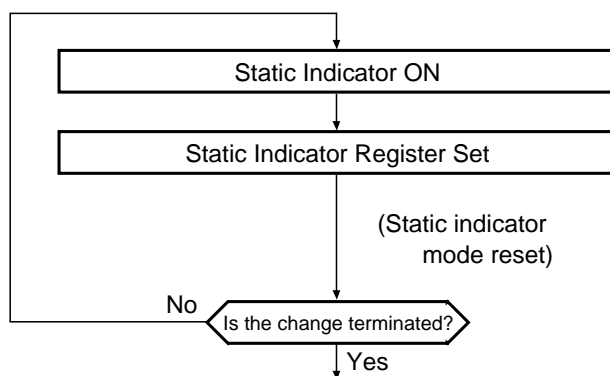 Static Indicator ON
Static Indicator Register Set
(Static indicator
mode reset)
No
Is the change terminated?
Yes